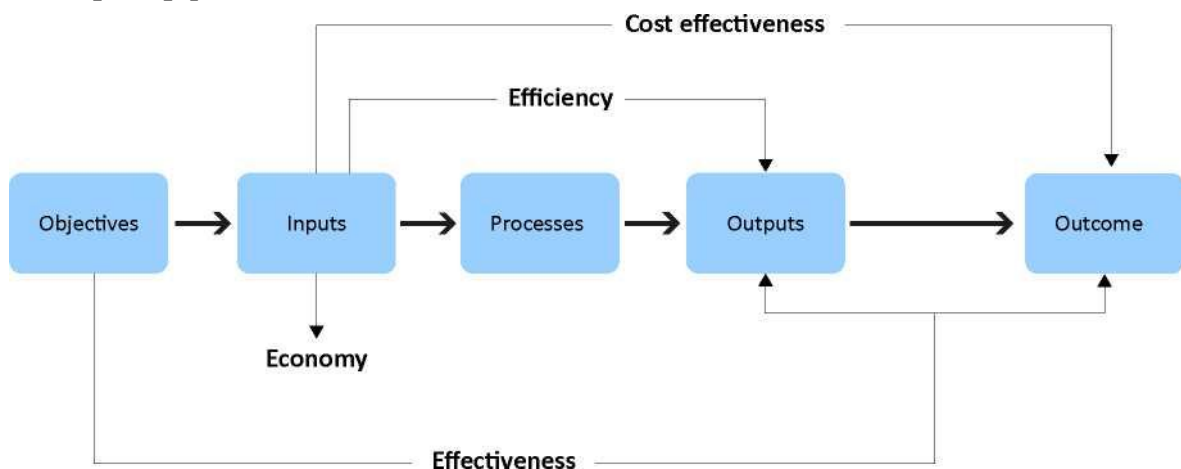 Cost effectiveness
Efficiency
Objectives
Inputs
Processes
Outputs
Outcome
Economy
Effectiveness